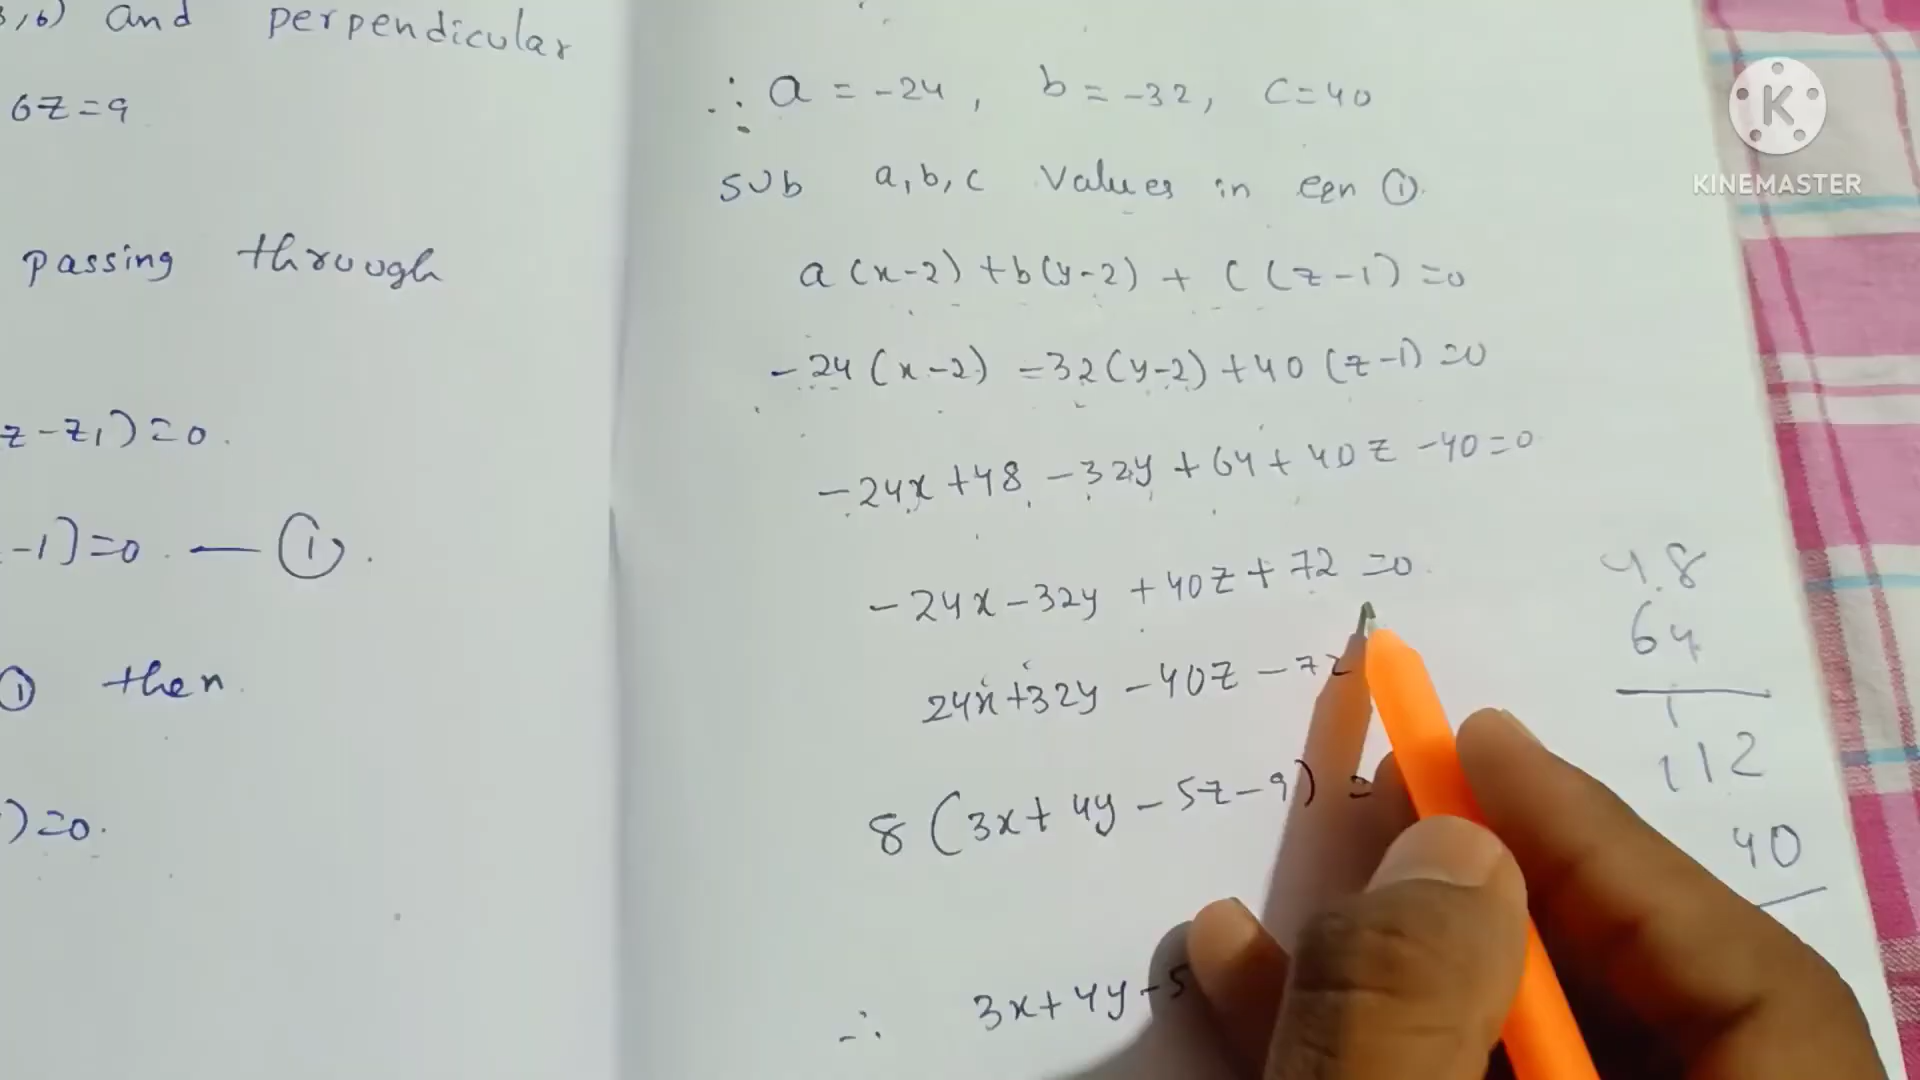 ,6) and perpendicular
6z=9
passing through
z-z1)=0.
-1)=0 — ①.
① then
)=0.
∴ a = -24, b = -32, c=40
sub a,b,c values in eqn ①.
a(x-2) +b(y-2) + c(z-1)=0
-24(x-2) -32(y-2) +40(z-1)=0
-24x+48 -32y+64+40z-40=0
-24x-32y +40z+72 =0
24x+32y -40z-72
8(3x+4y-5z-9) =
∴ 3x+4y-5
48
64
1
112
40
K
KINEMASTER